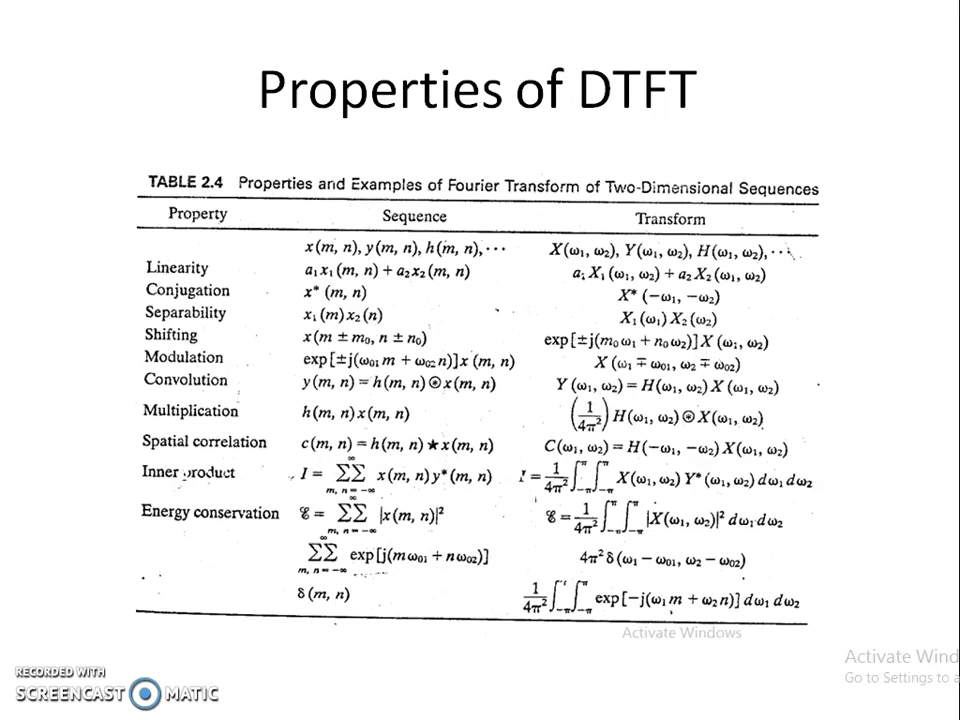 Properties of DTFT
TABLE 2.4 Properties and Examples of Fourier Transform of Two-Dimensional Sequences
Property Sequence Transform
x(m, n), y(m, n), h(m, n), ··· X(ω₁, ω₂), Y(ω₁, ω₂), H(ω₁, ω₂), ···
Linearity a₁x₁(m, n) + a₂x₂(m, n) a₁X₁(ω₁, ω₂) + a₂X₂(ω₁, ω₂)
Conjugation x*(m, n) X*(−ω₁, −ω₂)
Separability x₁(m)x₂(n) X₁(ω₁)X₂(ω₂)
Shifting x(m ± m₀, n ± n₀) exp[±j(m₀ω₁ + n₀ω₂)]X(ω₁, ω₂)
Modulation exp[±j(ω₀₁m + ω₀₂n)]x(m, n) X(ω₁ ∓ ω₀₁, ω₂ ∓ ω₀₂)
Convolution y(m, n) = h(m, n) ⊛ x(m, n) Y(ω₁, ω₂) = H(ω₁, ω₂)X(ω₁, ω₂)
Multiplication h(m, n)x(m, n) (1/4π²) H(ω₁, ω₂) ⊛ X(ω₁, ω₂)
Spatial correlation c(m, n) = h(m, n) ★ x(m, n) C(ω₁, ω₂) = H(−ω₁, −ω₂)X(ω₁, ω₂)
Inner product I = ∑∑_{m, n=−∞}^{∞} x(m, n)y*(m, n) I = 1/4π² ∫_{−π}^{π}∫_{−π}^{π} X(ω₁, ω₂)Y*(ω₁, ω₂) dω₁ dω₂
Energy conservation ℰ = ∑∑_{m, n=−∞}^{∞} |x(m, n)|² ℰ = 1/4π² ∫_{−π}^{π}∫_{−π}^{π} |X(ω₁, ω₂)|² dω₁ dω₂
∑∑_{m, n=−∞}^{∞} exp[j(mω₀₁ + nω₀₂)] 4π²δ(ω₁ − ω₀₁, ω₂ − ω₀₂)
δ(m, n) 1/4π² ∫_{−π}^{π}∫_{−π}^{π} exp[−j(ω₁m + ω₂n)] dω₁ dω₂
Activate Windows
Activate Wind
Go to Settings to a
RECORDED WITH
SCREENCAST MATIC